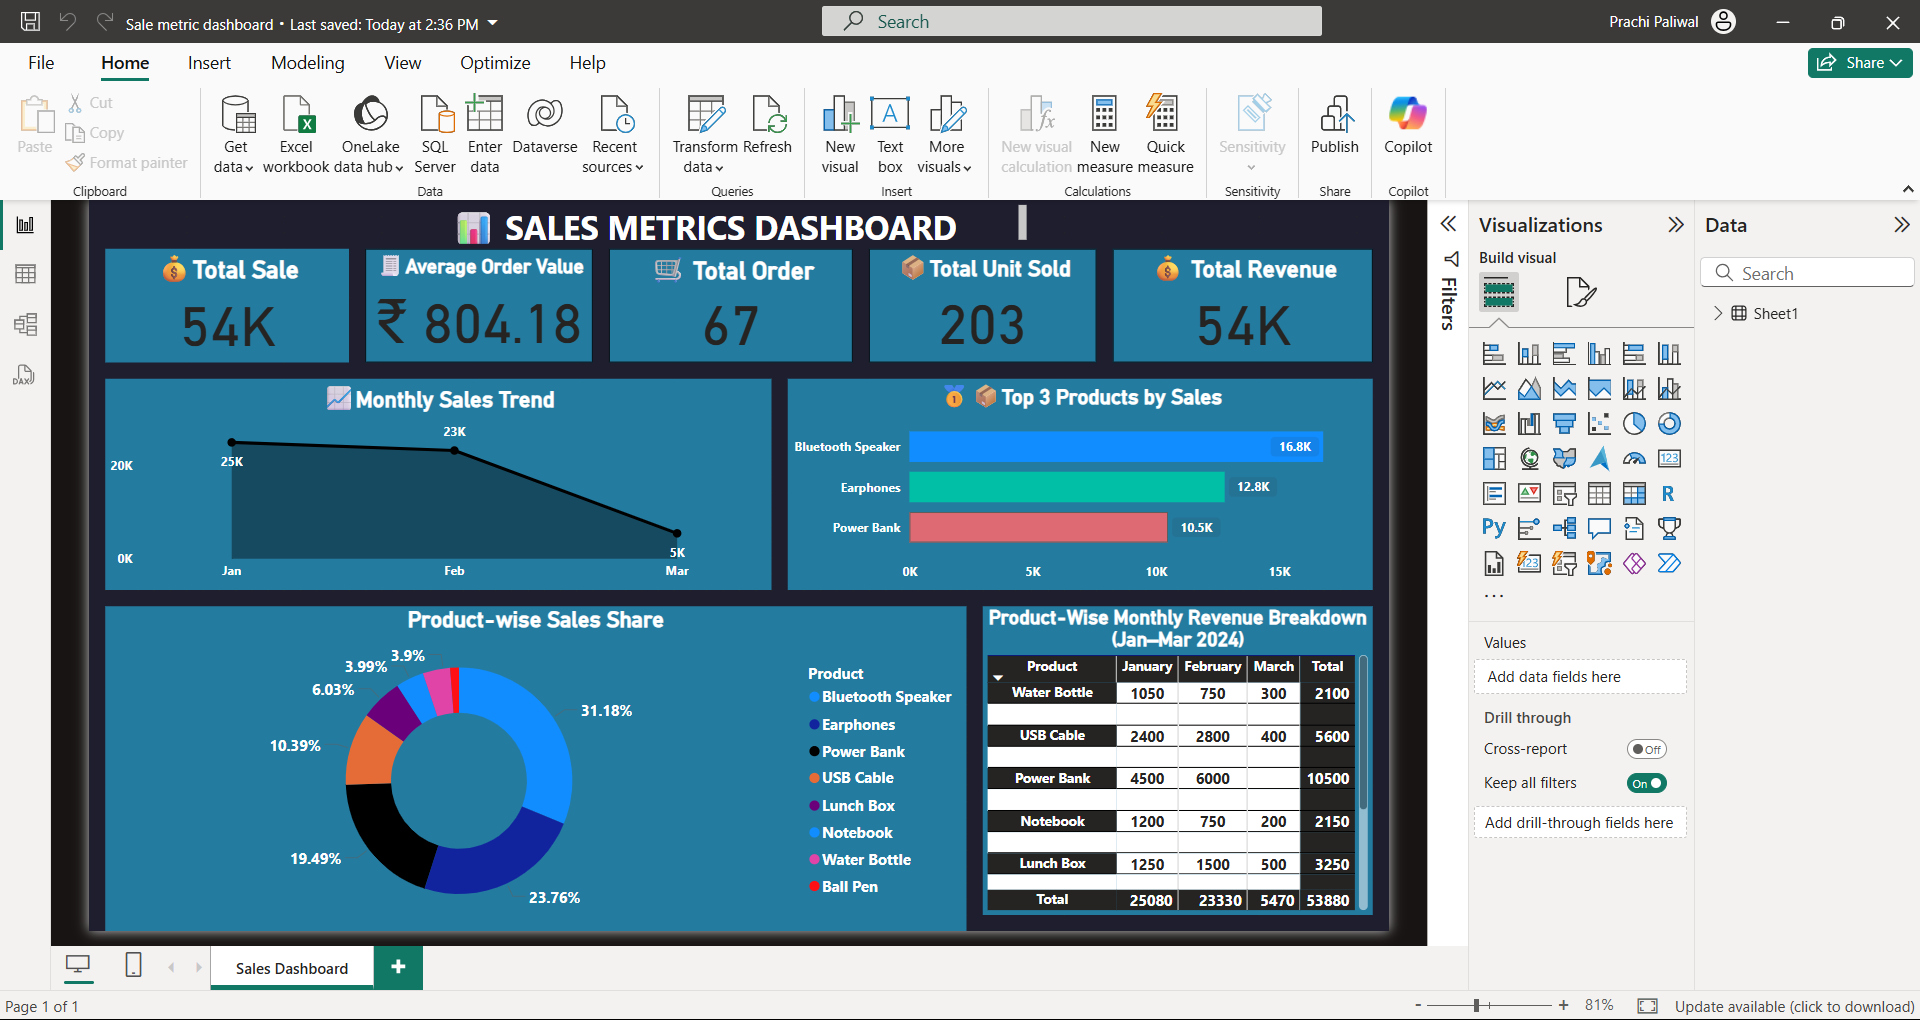 Sale metric dashboard • Last saved: Today at 2:36 PM
Search
Prachi Paliwal
File Home Insert Modeling View Optimize Help
Share
Paste
Cut
Copy
Format painter
Clipboard
Get data
Excel workbook
OneLake data hub
SQL Server
Enter data
Dataverse
Recent sources
Data
Transform data
Refresh
Queries
New visual
Text box
More visuals
Insert
New visual calculation
New measure
Quick measure
Calculations
Sensitivity
Sensitivity
Publish
Share
Copilot
Copilot
DAX
SALES METRICS DASHBOARD
Total Sale
54K
Average Order Value
₹ 804.18
Total Order
67
Total Unit Sold
203
Total Revenue
54K
Monthly Sales Trend
20K
0K
25K
23K
5K
Jan Feb Mar
Top 3 Products by Sales
Bluetooth Speaker 16.8K
Earphones 12.8K
Power Bank 10.5K
0K 5K 10K 15K
Product-wise Sales Share
3.9%
3.99%
6.03%
10.39%
19.49%
31.18%
23.76%
Product
Bluetooth Speaker
Earphones
Power Bank
USB Cable
Lunch Box
Notebook
Water Bottle
Ball Pen
Product-Wise Monthly Revenue Breakdown
(Jan—Mar 2024)
Product January February March Total
Water Bottle 1050 750 300 2100
USB Cable 2400 2800 400 5600
Power Bank 4500 6000 10500
Notebook 1200 750 200 2150
Lunch Box 1250 1500 500 3250
Total 25080 23330 5470 53880
Filters
Visualizations
Build visual
123
R
Py
123
...
Values
Add data fields here
Drill through
Cross-report Off
Keep all filters On
Add drill-through fields here
Data
Search
Sheet1
Sales Dashboard
+
Page 1 of 1
- + 81%
Update available (click to download)